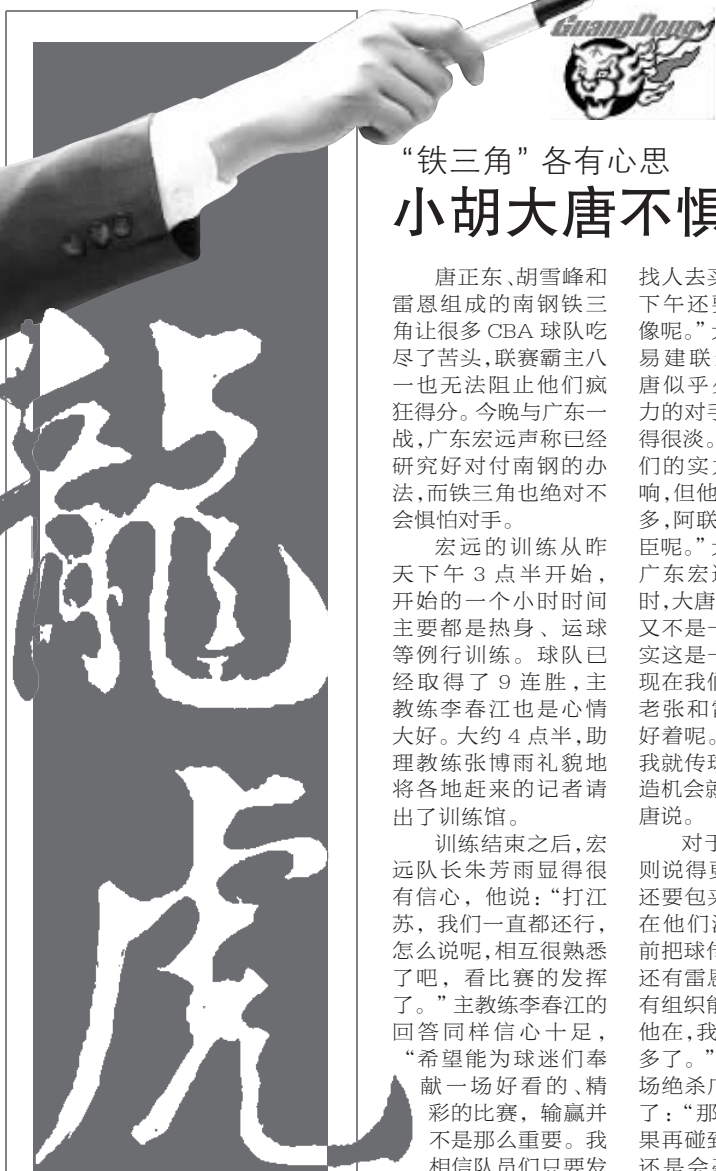 GuangDong
龍虎
“铁三角”各有心思
小胡大唐不惧
唐正东、胡雪峰和
雷恩组成的南钢铁三
角让很多 CBA 球队吃
尽了苦头,联赛霸主八
一也无法阻止他们疯
狂得分。今晚与广东一
战,广东宏远声称已经
研究好对付南钢的办
法,而铁三角也绝对不
会惧怕对手。
宏远的训练从昨
天下午 3 点半开始,
开始的一个小时时间
主要都是热身、运球
等例行训练。球队已
经取得了 9 连胜,主
教练李春江也是心情
大好。大约 4 点半,助
理教练张博雨礼貌地
将各地赶来的记者请
出了训练馆。
训练结束之后,宏
远队长朱芳雨显得很
有信心,他说:“打江
苏,我们一直都还行,
怎么说呢,相互很熟悉
了吧,看比赛的发挥
了。”主教练李春江的
回答同样信心十足,
“希望能为球迷们奉
献一场好看的、精
彩的比赛,输赢并
不是那么重要。我
相信队员们只要发
找人去买
下午还要
像呢。”
易建联
唐似乎
力的对手
得很淡。
们的实力
响,但他
多,阿联
臣呢。”
广东宏远
时,大唐
又不是一
实这是一
现在我们
老张和雷
好着呢。
我就传球
造机会就
唐说。
对于
则说得更
还要包夹
在他们
前把球传
还有雷恩
有组织能
他在,我
多了。”
场绝杀广
了:“那
果再碰到
还是会